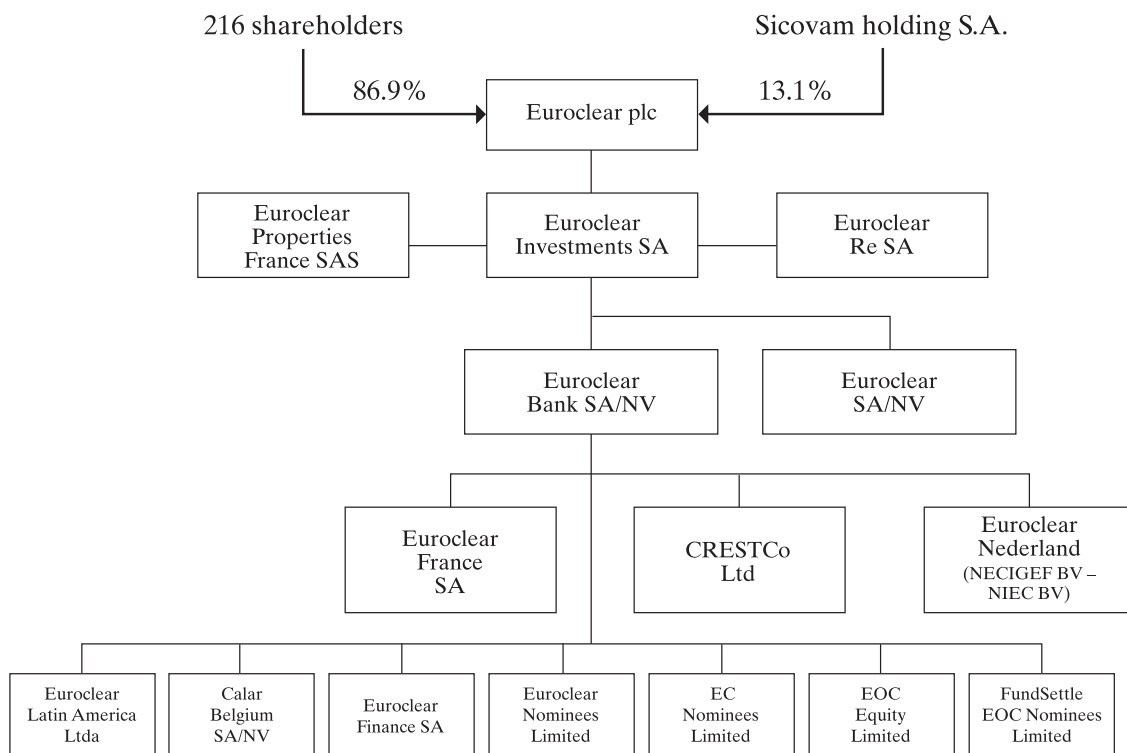 216 shareholders
Sicovam holding S.A.
86.9%
13.1%
Euroclear plc
Euroclear
Properties
France SAS
Euroclear
Investments SA
Euroclear
Re SA
Euroclear
Bank SA/NV
Euroclear
SA/NV
Euroclear
France
SA
CRESTCo
Ltd
Euroclear
Nederland
(NECIGEF BV –
NIEC BV)
Euroclear
Latin America
Ltda
Calar
Belgium
SA/NV
Euroclear
Finance SA
Euroclear
Nominees
Limited
EC
Nominees
Limited
EOC
Equity
Limited
FundSettle
EOC Nominees
Limited